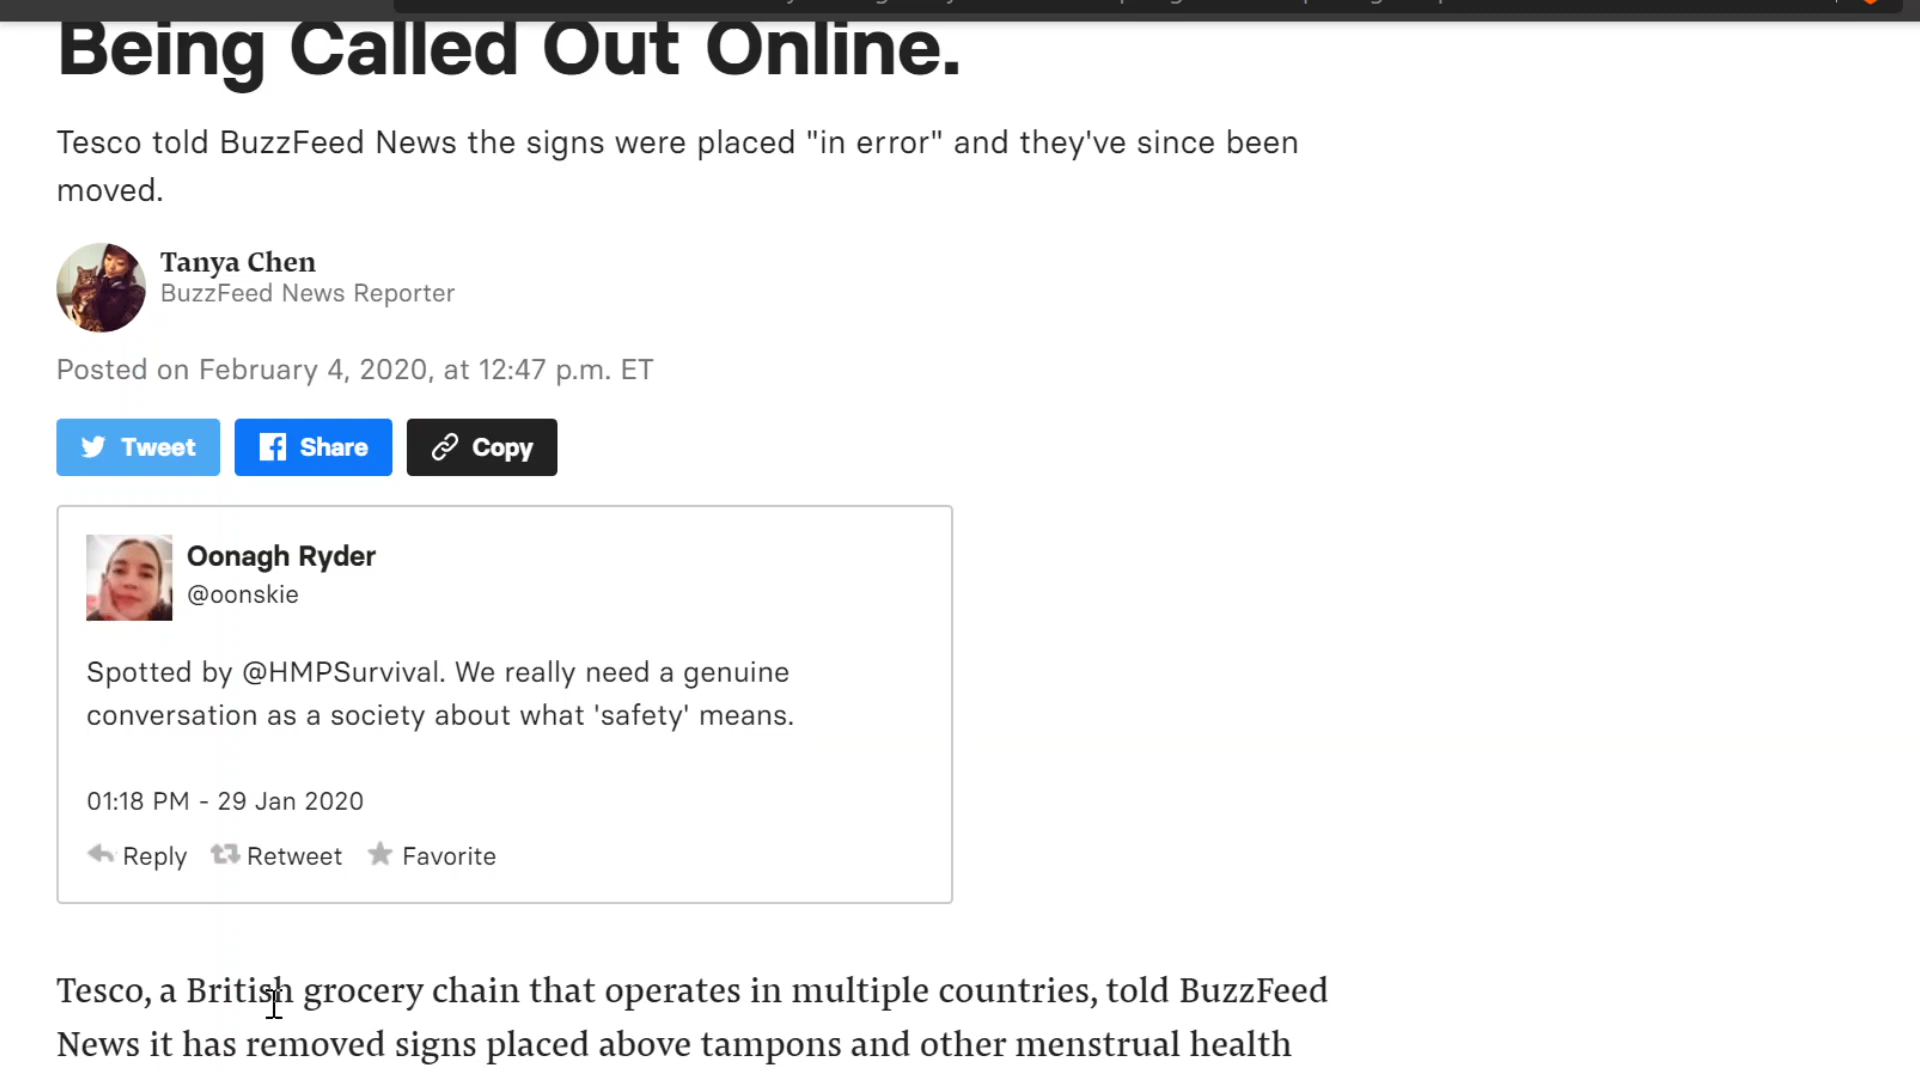 Being Called Out Online.
Tesco told BuzzFeed News the signs were placed "in error" and they've since been
moved.
Tanya Chen
BuzzFeed News Reporter
Posted on February 4, 2020, at 12:47 p.m. ET
Tweet Share Copy
Oonagh Ryder
@oonskie
Spotted by @HMPSurvival. We really need a genuine
conversation as a society about what 'safety' means.
01:18 PM - 29 Jan 2020
Reply Retweet Favorite
Tesco, a British grocery chain that operates in multiple countries, told BuzzFeed
News it has removed signs placed above tampons and other menstrual health